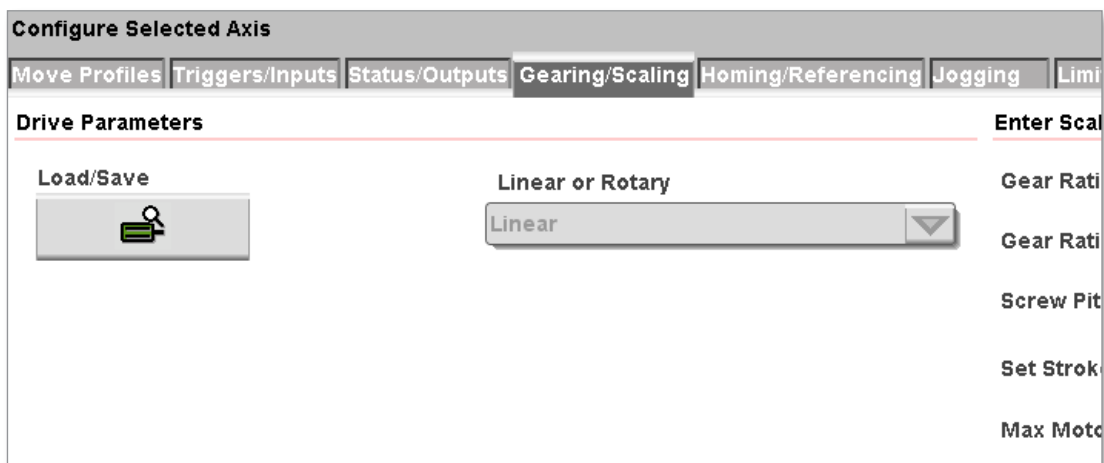 Configure Selected Axis
Move Profiles Triggers/Inputs Status/Outputs Gearing/Scaling Homing/Referencing Jogging Limi
Drive Parameters
Enter Scal
Load/Save
Linear or Rotary
Linear
Gear Rati
Gear Rati
Screw Pit
Set Strok
Max Moto